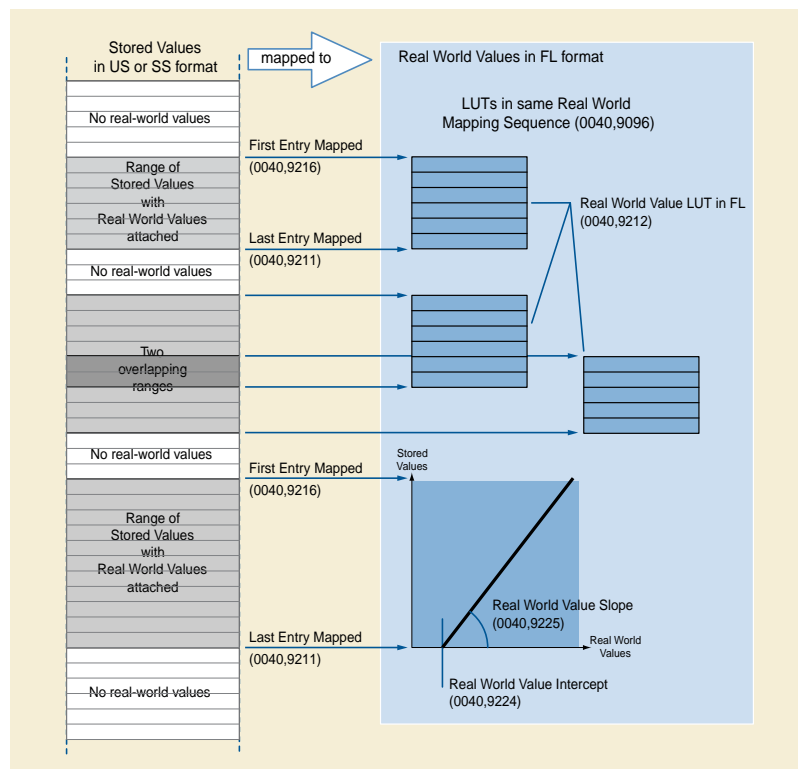 Stored Values
in US or SS format
mapped to
Real World Values in FL format
LUTs in same Real World
Mapping Sequence (0040,9096)
No real-world values
First Entry Mapped
(0040,9216)
Range of
Stored Values
with
Real World Values
attached
Real World Value LUT in FL
(0040,9212)
Last Entry Mapped
(0040,9211)
No real-world values
Two
overlapping
ranges
No real-world values
Stored
Values
First Entry Mapped
(0040,9216)
Range of
Stored Values
with
Real World Values
attached
Real World Value Slope
(0040,9225)
Last Entry Mapped
(0040,9211)
Real World
Values
No real-world values
Real World Value Intercept
(0040,9224)